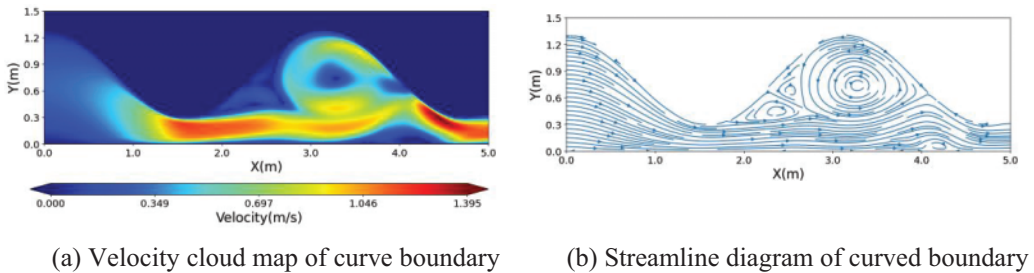 1.5
1.2
0.9
0.6
0.3
0.0
Y(m)
0.0 1.0 2.0 3.0 4.0 5.0
X(m)
0.000 0.349 0.697 1.046 1.395
Velocity(m/s)
(a) Velocity cloud map of curve boundary
1.5
1.2
0.9
0.6
0.3
0.0
Y(m)
0.0 1.0 2.0 3.0 4.0 5.0
X(m)
(b) Streamline diagram of curved boundary